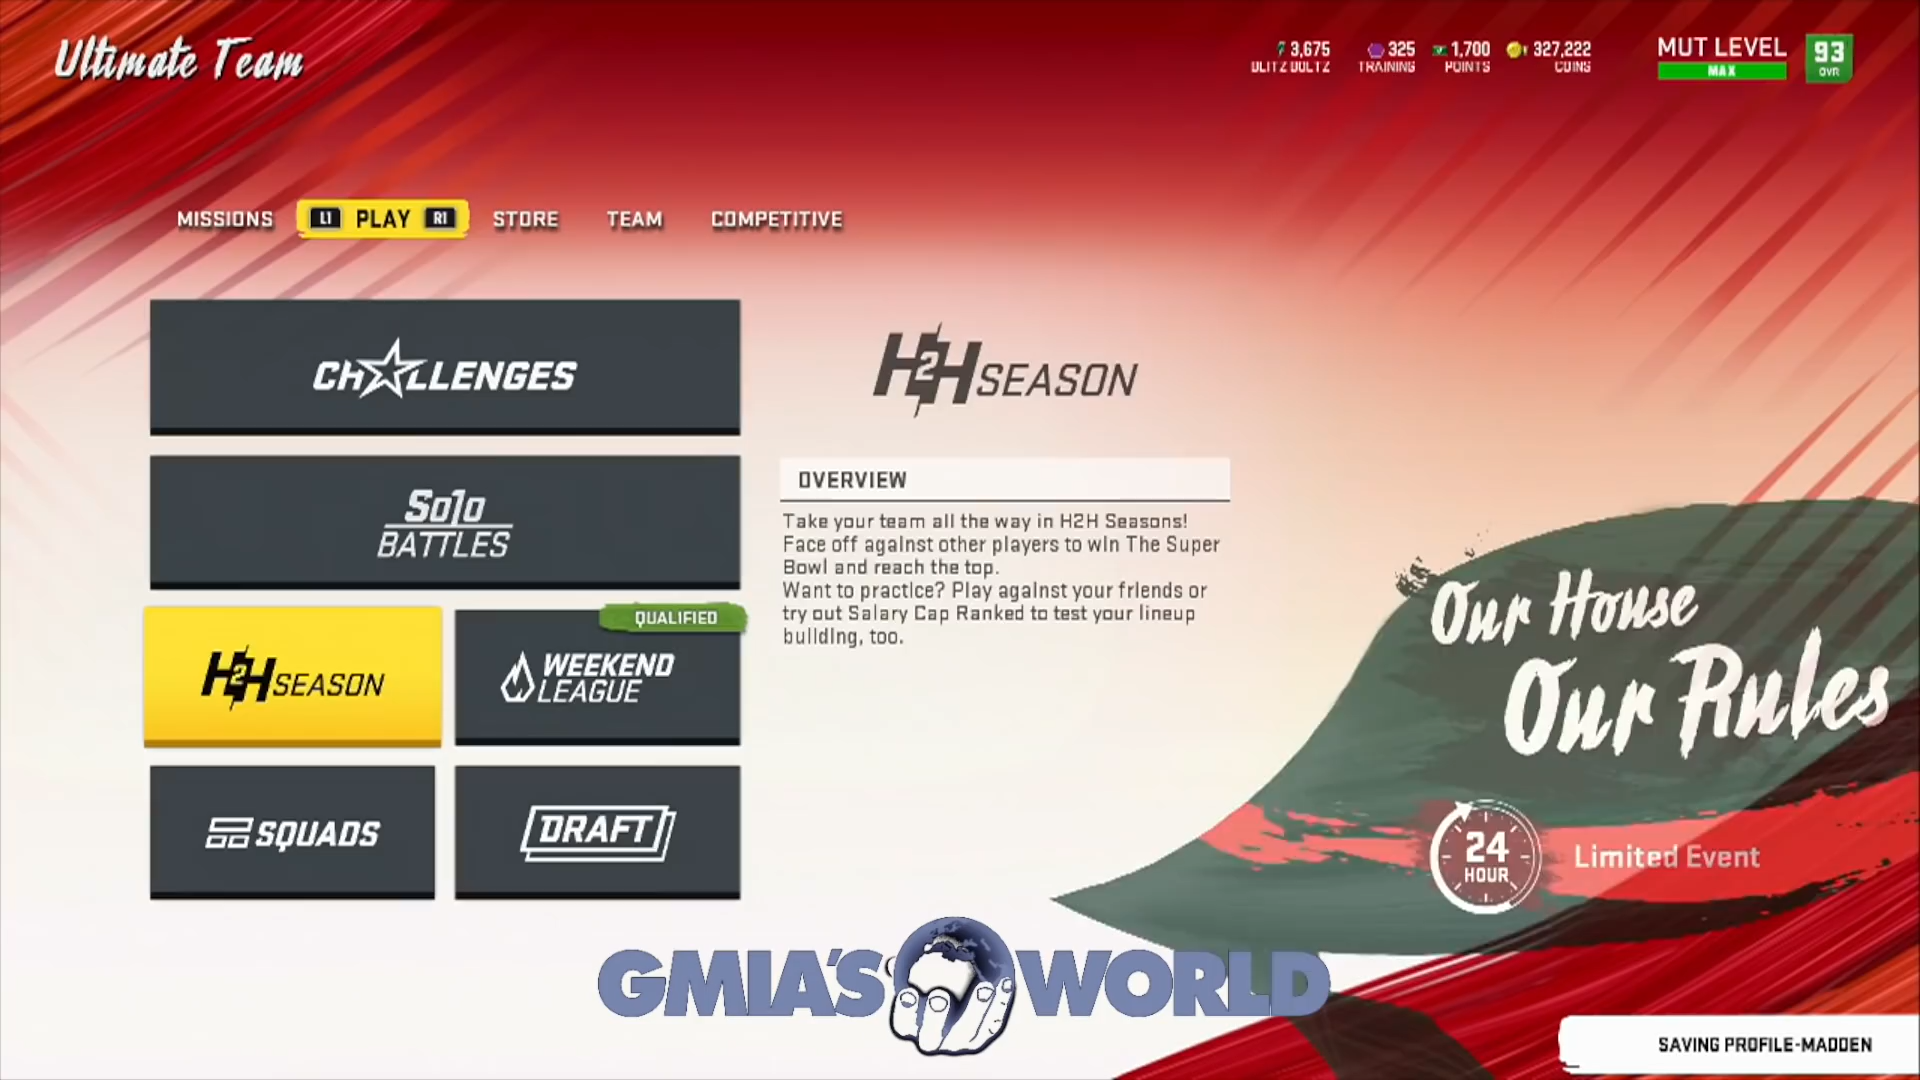 Ultimate Team
3,675
BLITZ BOLTZ
325
TRAINING
1,700
POINTS
327,222
COINS
MUT LEVEL
MAX
93
OVR
MISSIONS
L1 PLAY R1
STORE
TEAM
COMPETITIVE
CHALLENGES
Solo
BATTLES
H2H SEASON
QUALIFIED
WEEKEND
LEAGUE
SQUADS
DRAFT
H2H SEASON
OVERVIEW
Take your team all the way in H2H Seasons!
Face off against other players to win The Super
Bowl and reach the top.
Want to practice? Play against your friends or
try out Salary Cap Ranked to test your lineup
building, too.
Our House
Our Rules
24
HOUR
Limited Event
GMIA'S WORLD
SAVING PROFILE-MADDEN